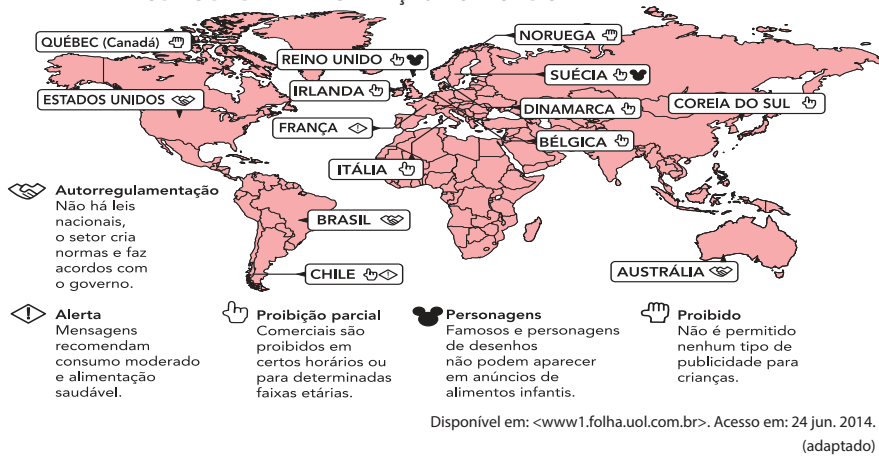 QUÉBEC (Canadá)
NORUEGA
REINO UNIDO
SUÉCIA
ESTADOS UNIDOS
IRLANDA
DINAMARCA
COREIA DO SUL
FRANÇA
BÉLGICA
ITÁLIA
BRASIL
CHILE
AUSTRÁLIA
Autorregulamentação
Não há leis
nacionais,
o setor cria
normas e faz
acordos com
o governo.
Alerta
Mensagens
recomendam
consumo moderado
e alimentação
saudável.
Proibição parcial
Comerciais são
proibidos em
certos horários ou
para determinadas
faixas etárias.
Personagens
Famosos e personagens
de desenhos
não podem aparecer
em anúncios de
alimentos infantis.
Proibido
Não é permitido
nenhum tipo de
publicidade para
crianças.
Disponível em: <www1.folha.uol.com.br>. Acesso em: 24 jun. 2014.
(adaptado)